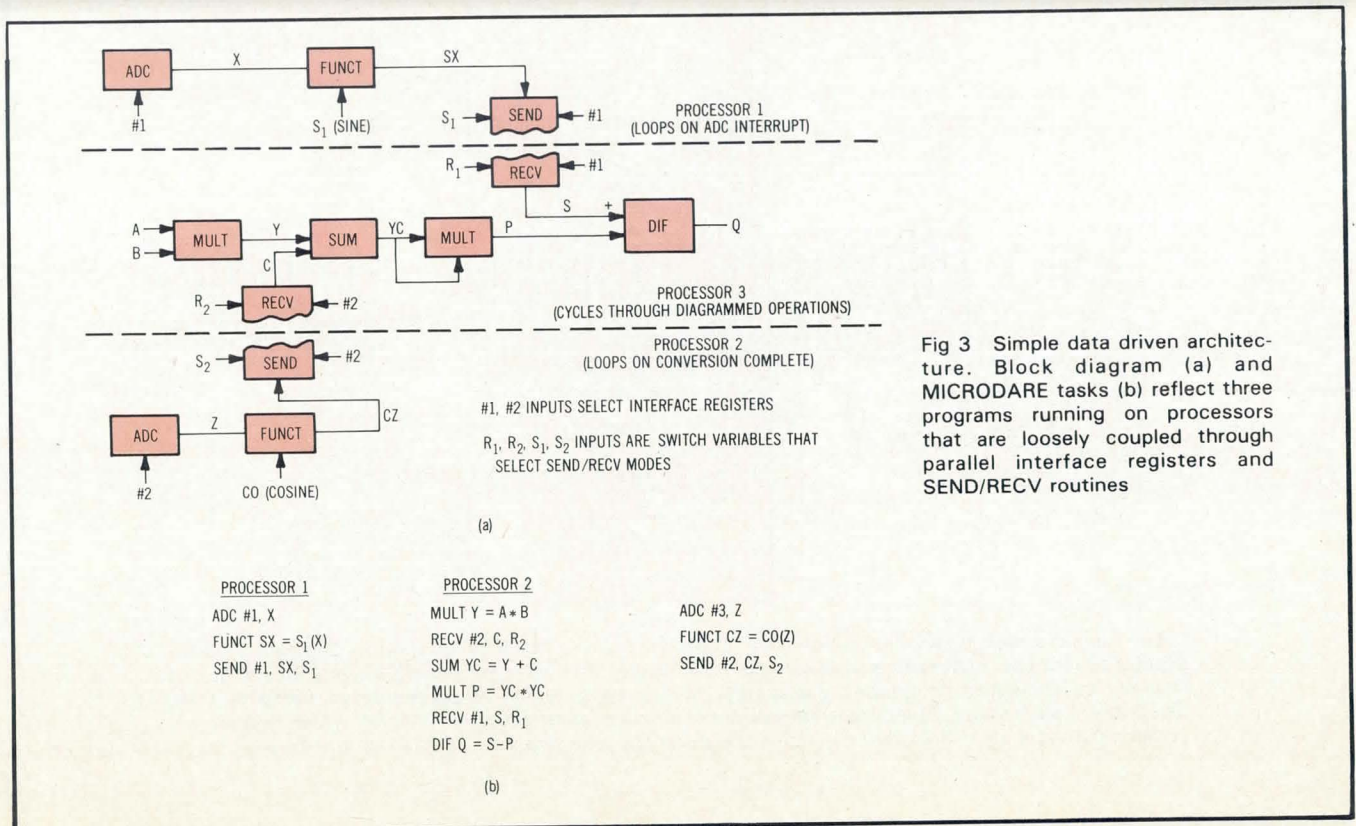 ADC
X
FUNCT
SX
#1
S₁ (SINE)
S₁
SEND
#1
PROCESSOR 1
(LOOPS ON ADC INTERRUPT)
R₁
RECV
#1
S
+
A
B
MULT
Y
SUM
YC
MULT
P
DIF
Q
C
R₂
RECV
#2
PROCESSOR 3
(CYCLES THROUGH DIAGRAMMED OPERATIONS)
PROCESSOR 2
(LOOPS ON CONVERSION COMPLETE)
S₂
SEND
#2
CZ
ADC
Z
FUNCT
#2
CO (COSINE)
#1, #2 INPUTS SELECT INTERFACE REGISTERS
R₁, R₂, S₁, S₂ INPUTS ARE SWITCH VARIABLES THAT
SELECT SEND/RECV MODES
(a)
Fig 3 Simple data driven architec-
ture. Block diagram (a) and
MICRODARE tasks (b) reflect three
programs running on processors
that are loosely coupled through
parallel interface registers and
SEND/RECV routines
PROCESSOR 1
ADC #1, X
FUNCT SX = S₁(X)
SEND #1, SX, S₁
PROCESSOR 2
MULT Y = A * B
RECV #2, C, R₂
SUM YC = Y + C
MULT P = YC * YC
RECV #1, S, R₁
DIF Q = S-P
ADC #3, Z
FUNCT CZ = CO(Z)
SEND #2, CZ, S₂
(b)